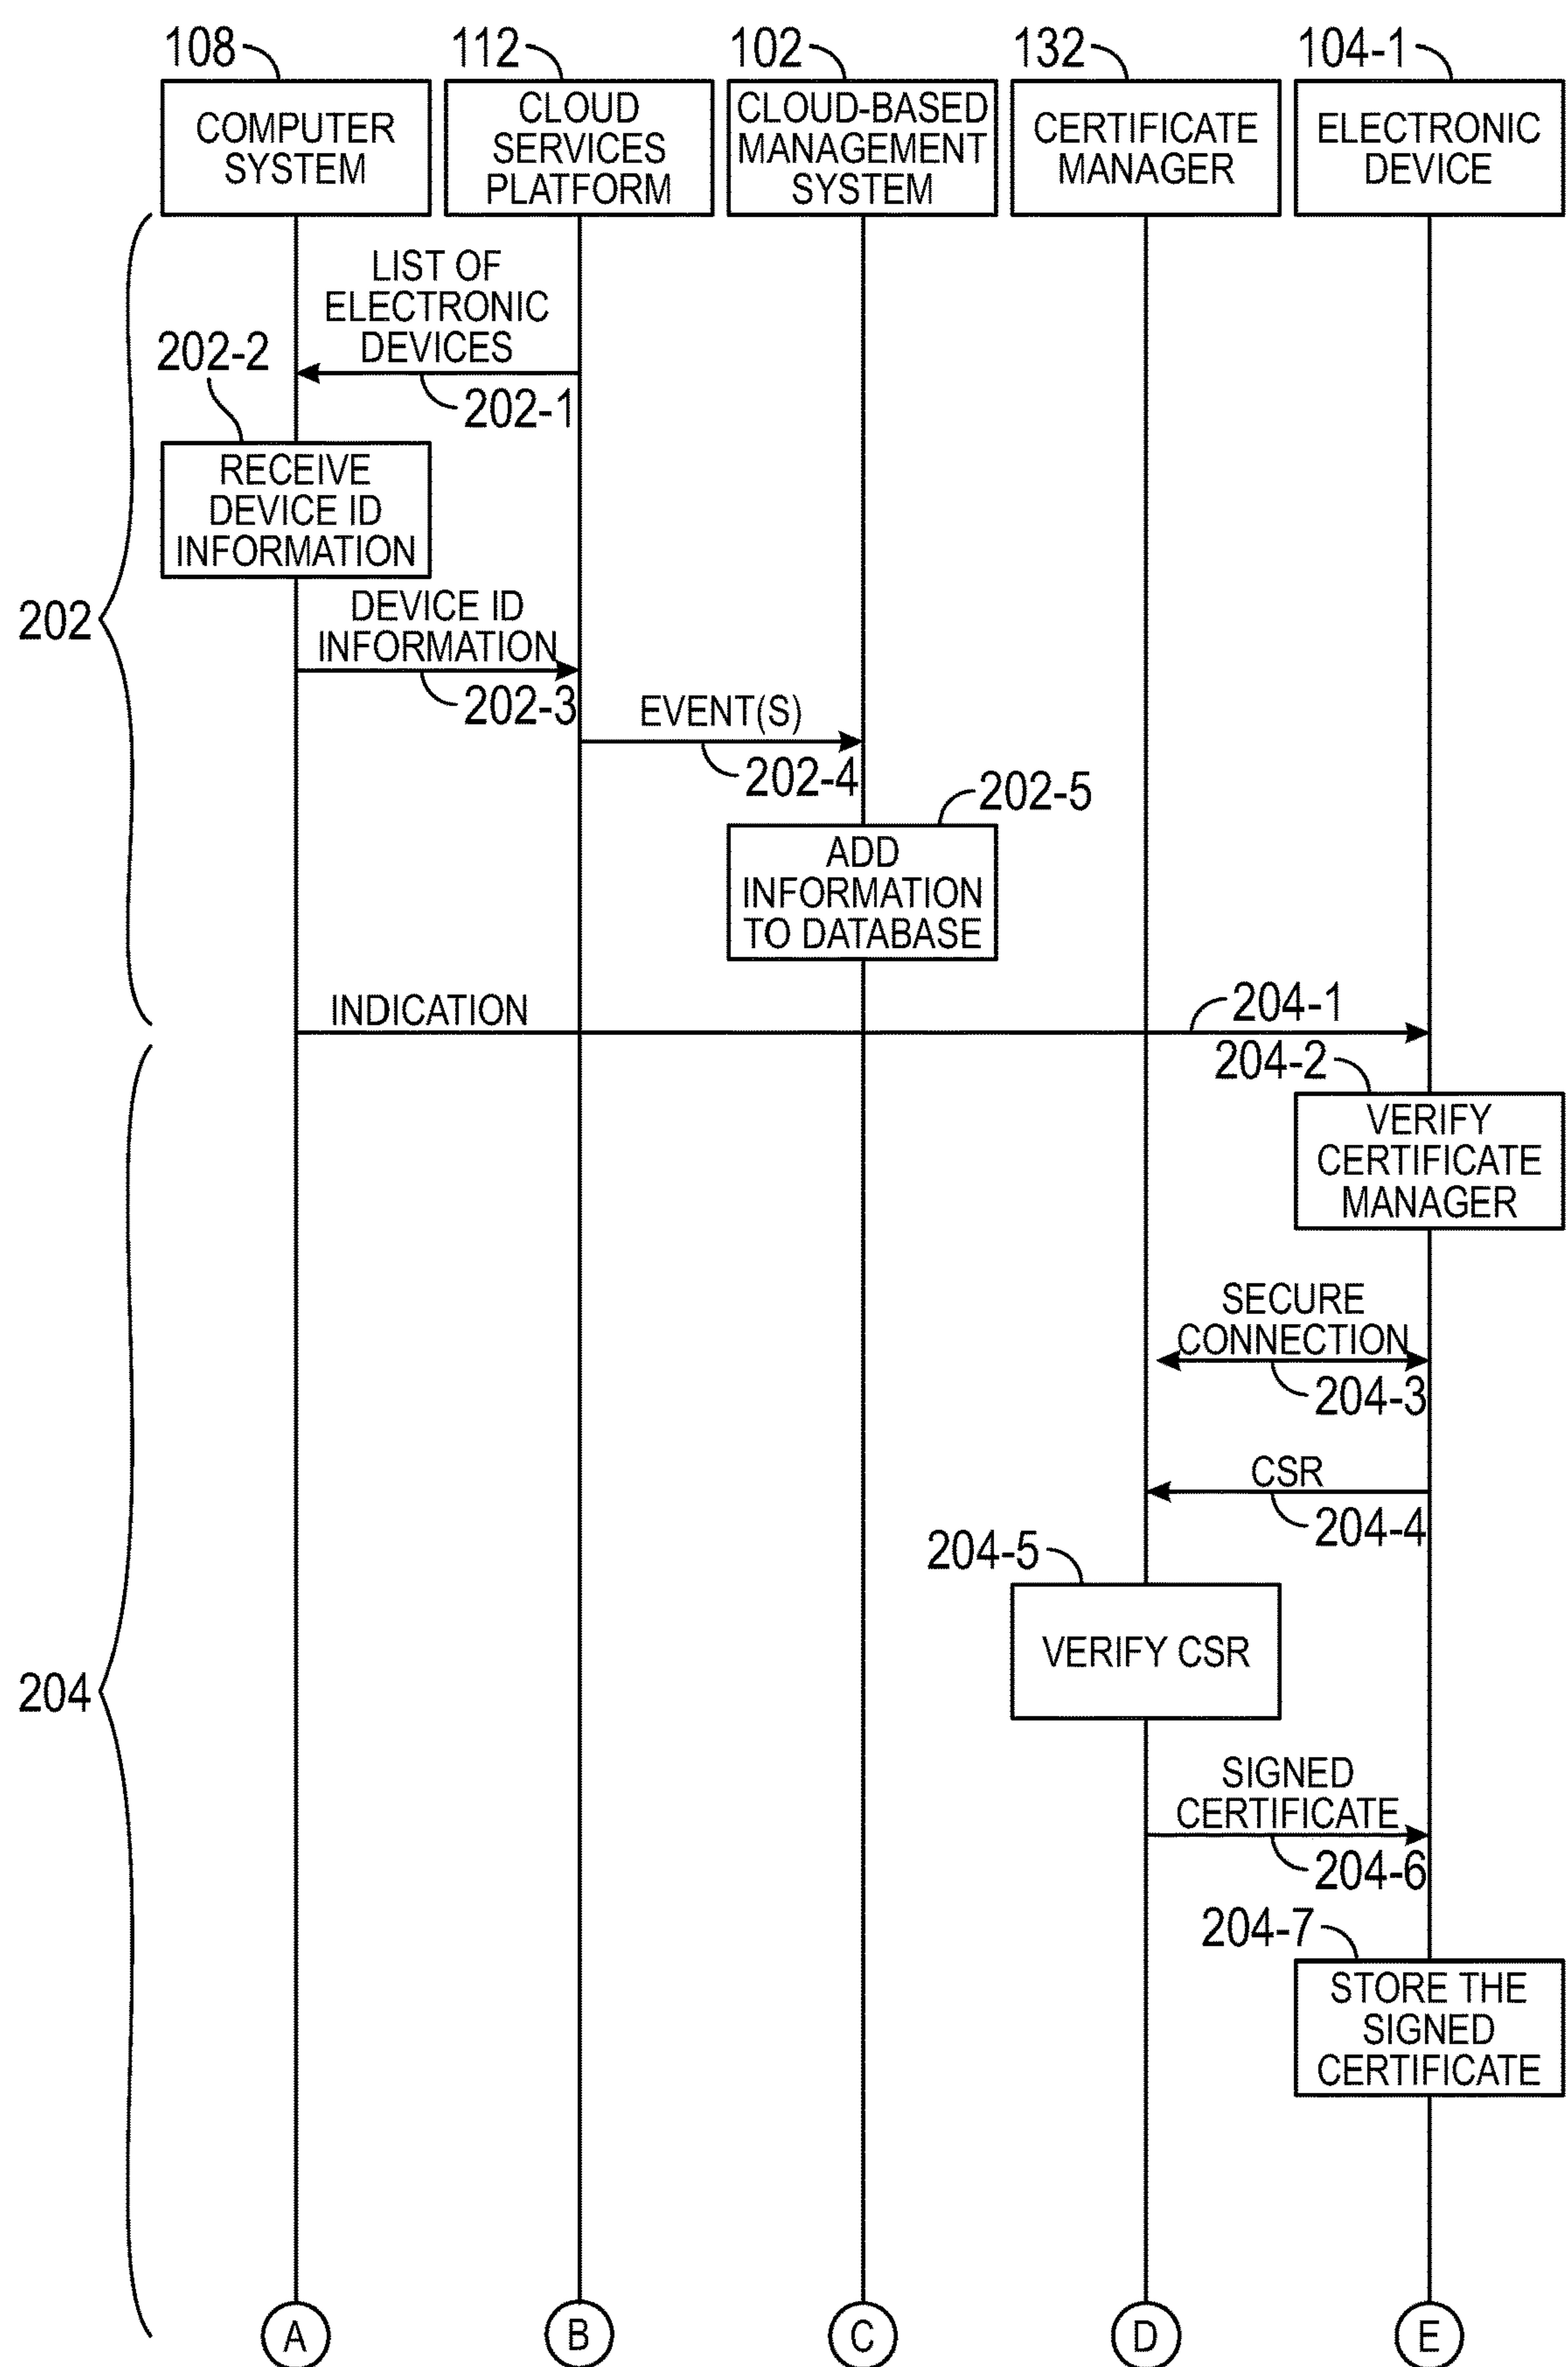 108
112
102
132
104-1
COMPUTER
SYSTEM
CLOUD
SERVICES
PLATFORM
CLOUD-BASED
MANAGEMENT
SYSTEM
CERTIFICATE
MANAGER
ELECTRONIC
DEVICE
LIST OF
ELECTRONIC
DEVICES
202-1
202-2
RECEIVE
DEVICE ID
INFORMATION
202
DEVICE ID
INFORMATION
202-3
EVENT(S)
202-4
202-5
ADD
INFORMATION
TO DATABASE
INDICATION
204-1
204-2
VERIFY
CERTIFICATE
MANAGER
SECURE
CONNECTION
204-3
CSR
204-4
204-5
VERIFY CSR
204
SIGNED
CERTIFICATE
204-6
204-7
STORE THE
SIGNED
CERTIFICATE
A
B
C
D
E